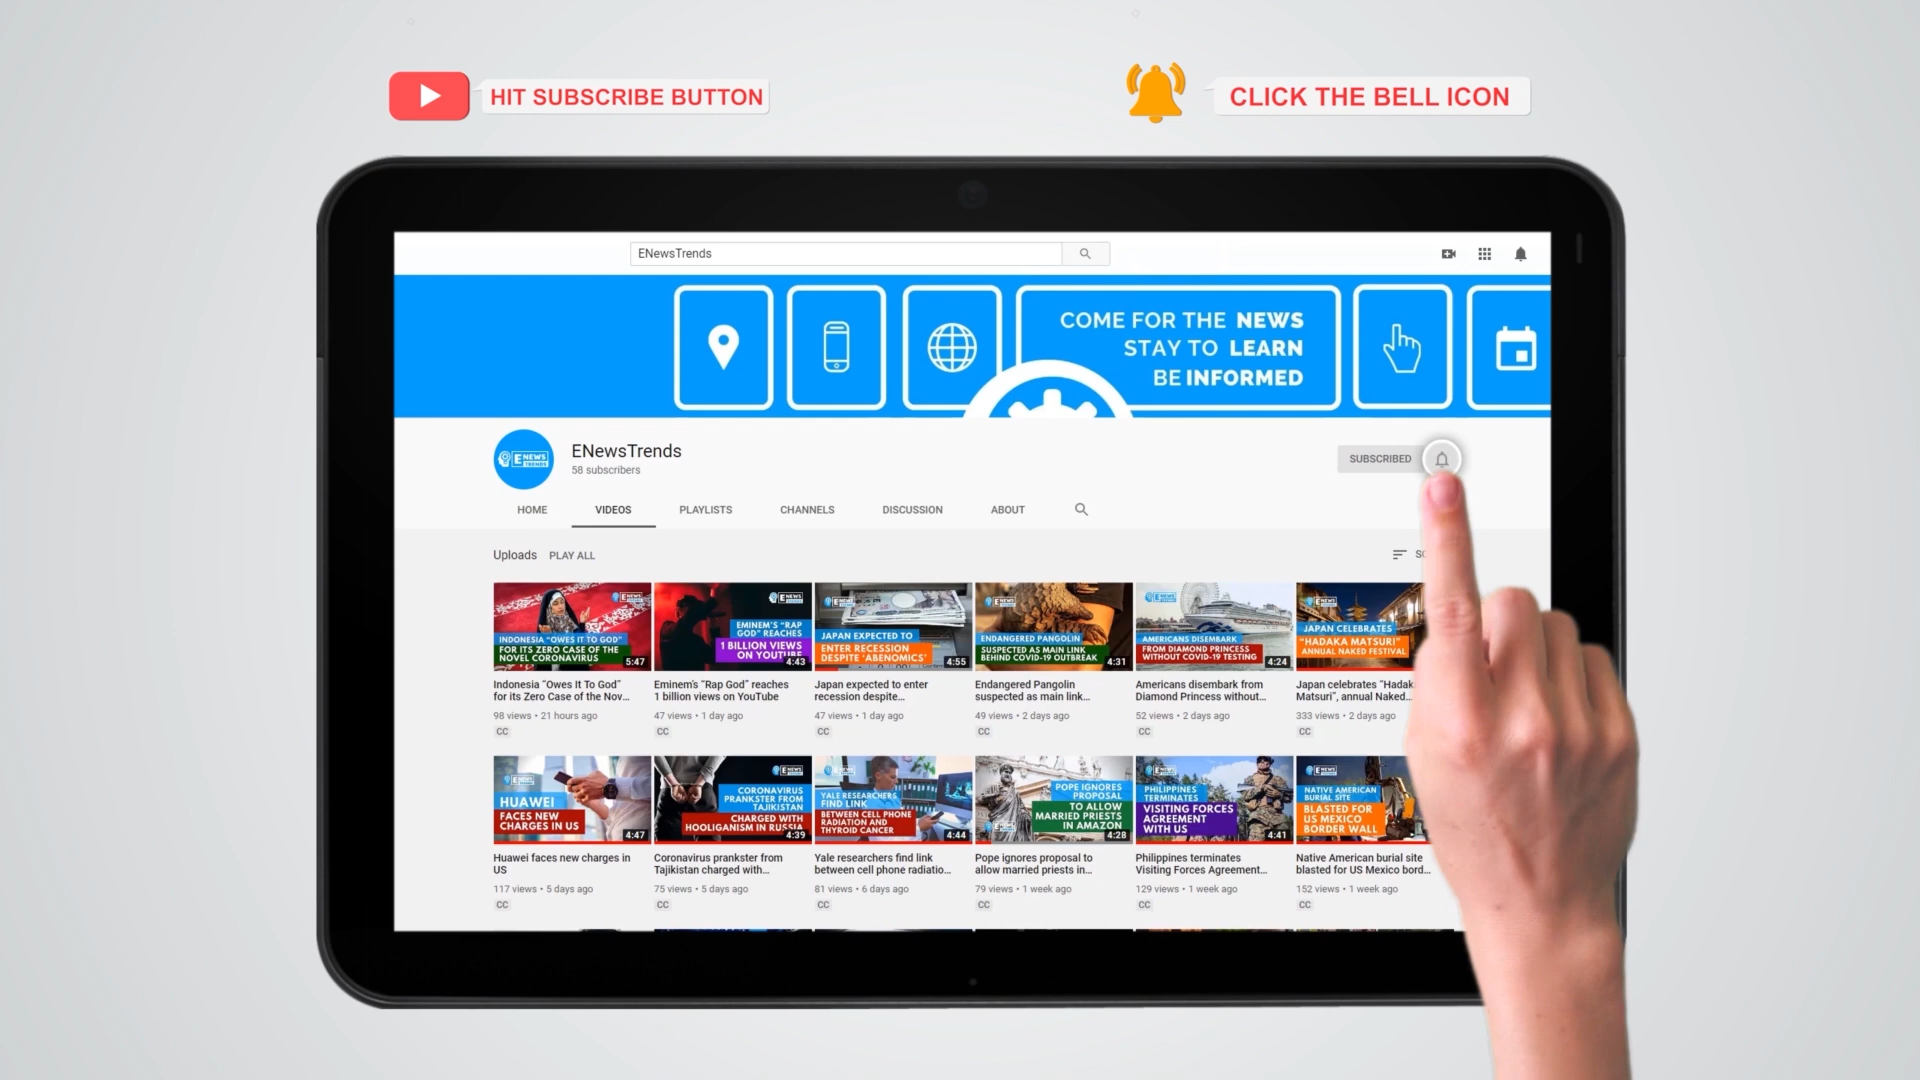 HIT SUBSCRIBE BUTTON
CLICK THE BELL ICON
ENewsTrends
COME FOR THE NEWS
STAY TO LEARN
BE INFORMED
E NEWS
TRENDS
ENewsTrends
58 subscribers
SUBSCRIBED
HOME VIDEOS PLAYLISTS CHANNELS DISCUSSION ABOUT
Uploads PLAY ALL
INDONESIA "OWES IT TO GOD"
FOR ITS ZERO CASE OF THE
NOVEL CORONAVIRUS
5:47
EMINEM'S "RAP
GOD" REACHES
1 BILLION VIEWS
ON YOUTUBE
4:43
JAPAN EXPECTED TO
ENTER RECESSION
DESPITE 'ABENOMICS'
4:55
ENDANGERED PANGOLIN
SUSPECTED AS MAIN LINK
BEHIND COVID-19 OUTBREAK
4:31
AMERICANS DISEMBARK
FROM DIAMOND PRINCESS
WITHOUT COVID-19 TESTING
4:24
JAPAN CELEBRATES
"HADAKA MATSURI"
ANNUAL NAKED FESTIVAL
Indonesia "Owes It To God"
for its Zero Case of the Nov...
98 views • 21 hours ago
CC
Eminem's "Rap God" reaches
1 billion views on YouTube
47 views • 1 day ago
CC
Japan expected to enter
recession despite...
47 views • 1 day ago
CC
Endangered Pangolin
suspected as main link...
49 views • 2 days ago
CC
Americans disembark from
Diamond Princess without...
52 views • 2 days ago
CC
Japan celebrates "Hadak
Matsuri", annual Naked...
333 views • 2 days ago
CC
HUAWEI
FACES NEW
CHARGES IN US
4:47
CORONAVIRUS
PRANKSTER FROM
TAJIKISTAN
CHARGED WITH
HOOLIGANISM IN RUSSIA
4:39
YALE RESEARCHERS
FIND LINK
BETWEEN CELL PHONE
RADIATION AND
THYROID CANCER
4:44
POPE IGNORES
PROPOSAL
TO ALLOW
MARRIED PRIESTS
IN AMAZON
4:28
PHILIPPINES
TERMINATES
VISITING FORCES
AGREEMENT
WITH US
4:41
NATIVE AMERICAN
BURIAL SITE
BLASTED FOR
US MEXICO
BORDER WALL
Huawei faces new charges in
US
117 views • 5 days ago
CC
Coronavirus prankster from
Tajikistan charged with...
75 views • 5 days ago
CC
Yale researchers find link
between cell phone radiatio...
81 views • 6 days ago
CC
Pope ignores proposal to
allow married priests in...
79 views • 1 week ago
CC
Philippines terminates
Visiting Forces Agreement...
129 views • 1 week ago
CC
Native American burial site
blasted for US Mexico bord...
152 views • 1 week ago
CC